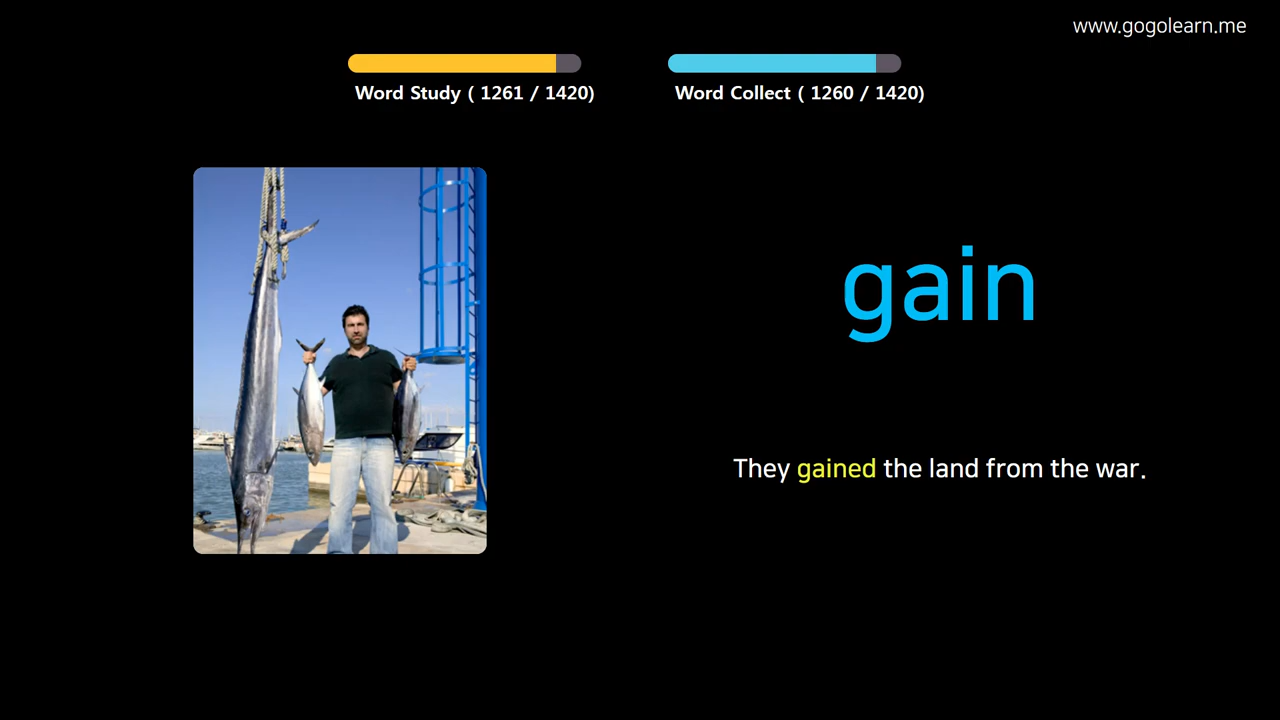 www.gogolearn.me
Word Study ( 1261 / 1420)
Word Collect ( 1260 / 1420)
gain
They gained the land from the war.